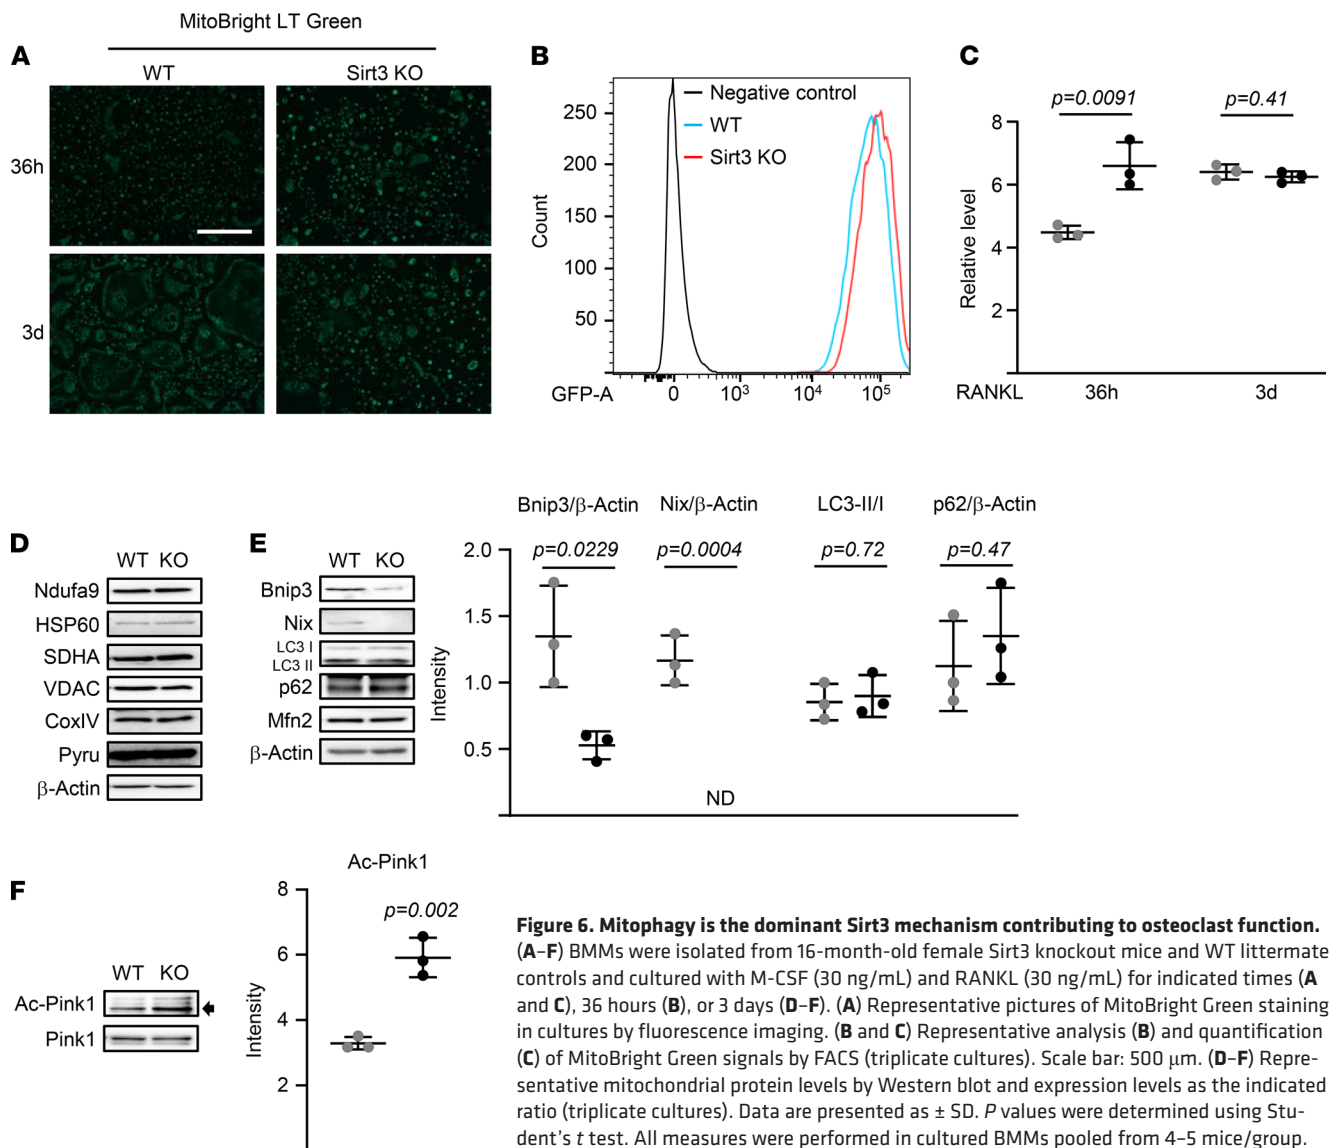 MitoBright LT Green
A
WT
Sirt3 KO
36h
3d
B
Negative control
WT
Sirt3 KO
Count
250
200
150
100
50
GFP-A
0
10³
10⁴
10⁵
C
p=0.0091
p=0.41
Relative level
8
6
4
2
RANKL
36h
3d
D
WT KO
Ndufa9
HSP60
SDHA
VDAC
CoxIV
Pyru
β-Actin
E
WT KO
Bnip3
Nix
LC3 I
LC3 II
p62
Mfn2
β-Actin
Bnip3/β-Actin
Nix/β-Actin
LC3-II/I
p62/β-Actin
p=0.0229
p=0.0004
p=0.72
p=0.47
Intensity
2.0
1.5
1.0
0.5
ND
F
WT KO
Ac-Pink1
Pink1
Ac-Pink1
p=0.002
Intensity
8
6
4
2
Figure 6. Mitophagy is the dominant Sirt3 mechanism contributing to osteoclast function.
(A–F) BMMs were isolated from 16-month-old female Sirt3 knockout mice and WT littermate
controls and cultured with M-CSF (30 ng/mL) and RANKL (30 ng/mL) for indicated times (A
and C), 36 hours (B), or 3 days (D–F). (A) Representative pictures of MitoBright Green staining
in cultures by fluorescence imaging. (B and C) Representative analysis (B) and quantification
(C) of MitoBright Green signals by FACS (triplicate cultures). Scale bar: 500 μm. (D–F) Repre-
sentative mitochondrial protein levels by Western blot and expression levels as the indicated
ratio (triplicate cultures). Data are presented as ± SD. P values were determined using Stu-
dent's t test. All measures were performed in cultured BMMs pooled from 4–5 mice/group.